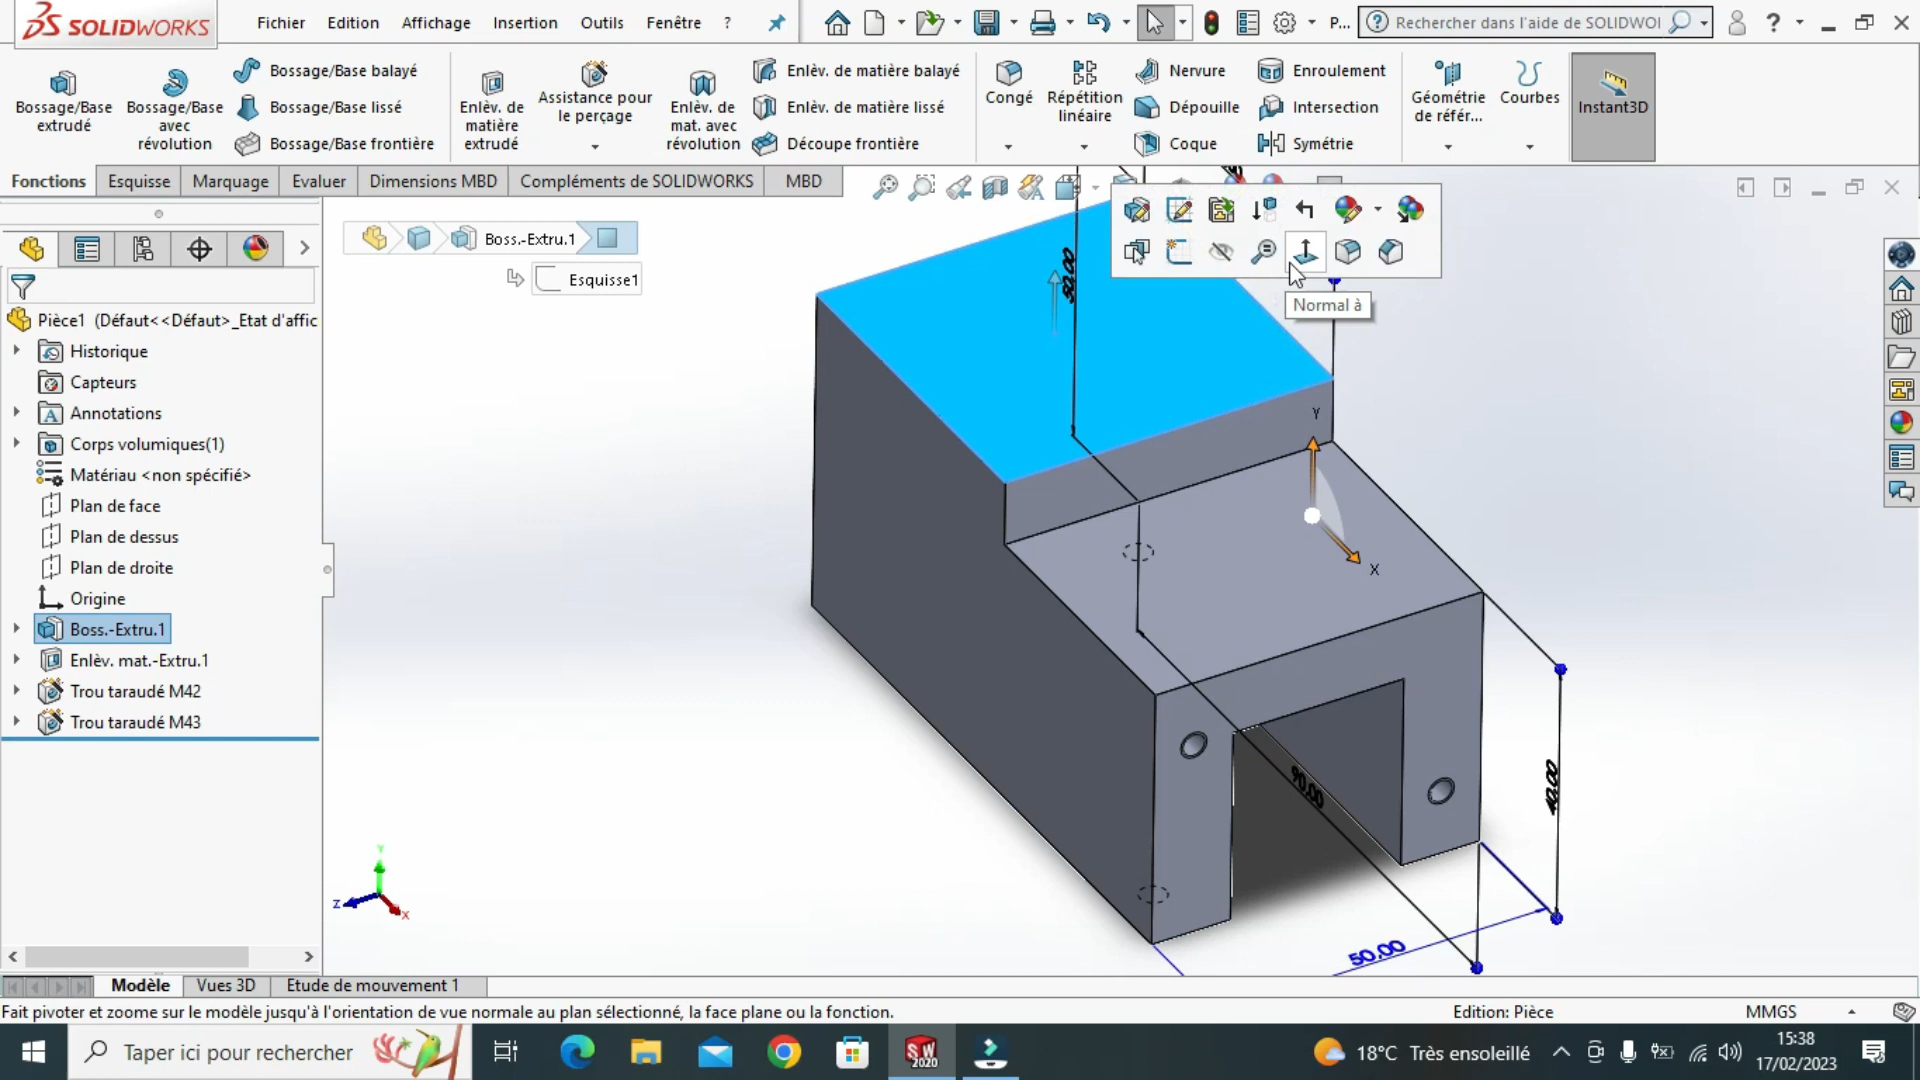 SOLIDWORKS
Fichier Edition Affichage Insertion Outils Fenêtre ?
P...
Rechercher dans l'aide de SOLIDWOI
Bossage/Base
extrudé
Bossage/Base
avec
révolution
Bossage/Base balayé
Bossage/Base lissé
Bossage/Base frontière
Enlèv. de
matière
extrudé
Assistance pour
le perçage
Enlèv. de
mat. avec
révolution
Enlèv. de matière balayé
Enlèv. de matière lissé
Découpe frontière
Congé
Répétition
linéaire
Nervure
Dépouille
Coque
Enroulement
Intersection
Symétrie
Géométrie
de référ...
Courbes
Instant3D
Fonctions Esquisse Marquage Evaluer Dimensions MBD Compléments de SOLIDWORKS MBD
Boss.-Extru.1
Esquisse1
Normal à
Pièce1 (Défaut<<Défaut>_Etat d'affic
Historique
Capteurs
Annotations
Corps volumiques(1)
Matériau <non spécifié>
Plan de face
Plan de dessus
Plan de droite
Origine
Boss.-Extru.1
Enlèv. mat.-Extru.1
Trou taraudé M42
Trou taraudé M43
50.00
Y
X
90.00
40.00
50.00
Y
Z
X
Modèle Vues 3D Etude de mouvement 1
Fait pivoter et zoome sur le modèle jusqu'à l'orientation de vue normale au plan sélectionné, la face plane ou la fonction.
Edition: Pièce
MMGS
Taper ici pour rechercher
SW
2020
18°C Très ensoleillé
15:38
17/02/2023